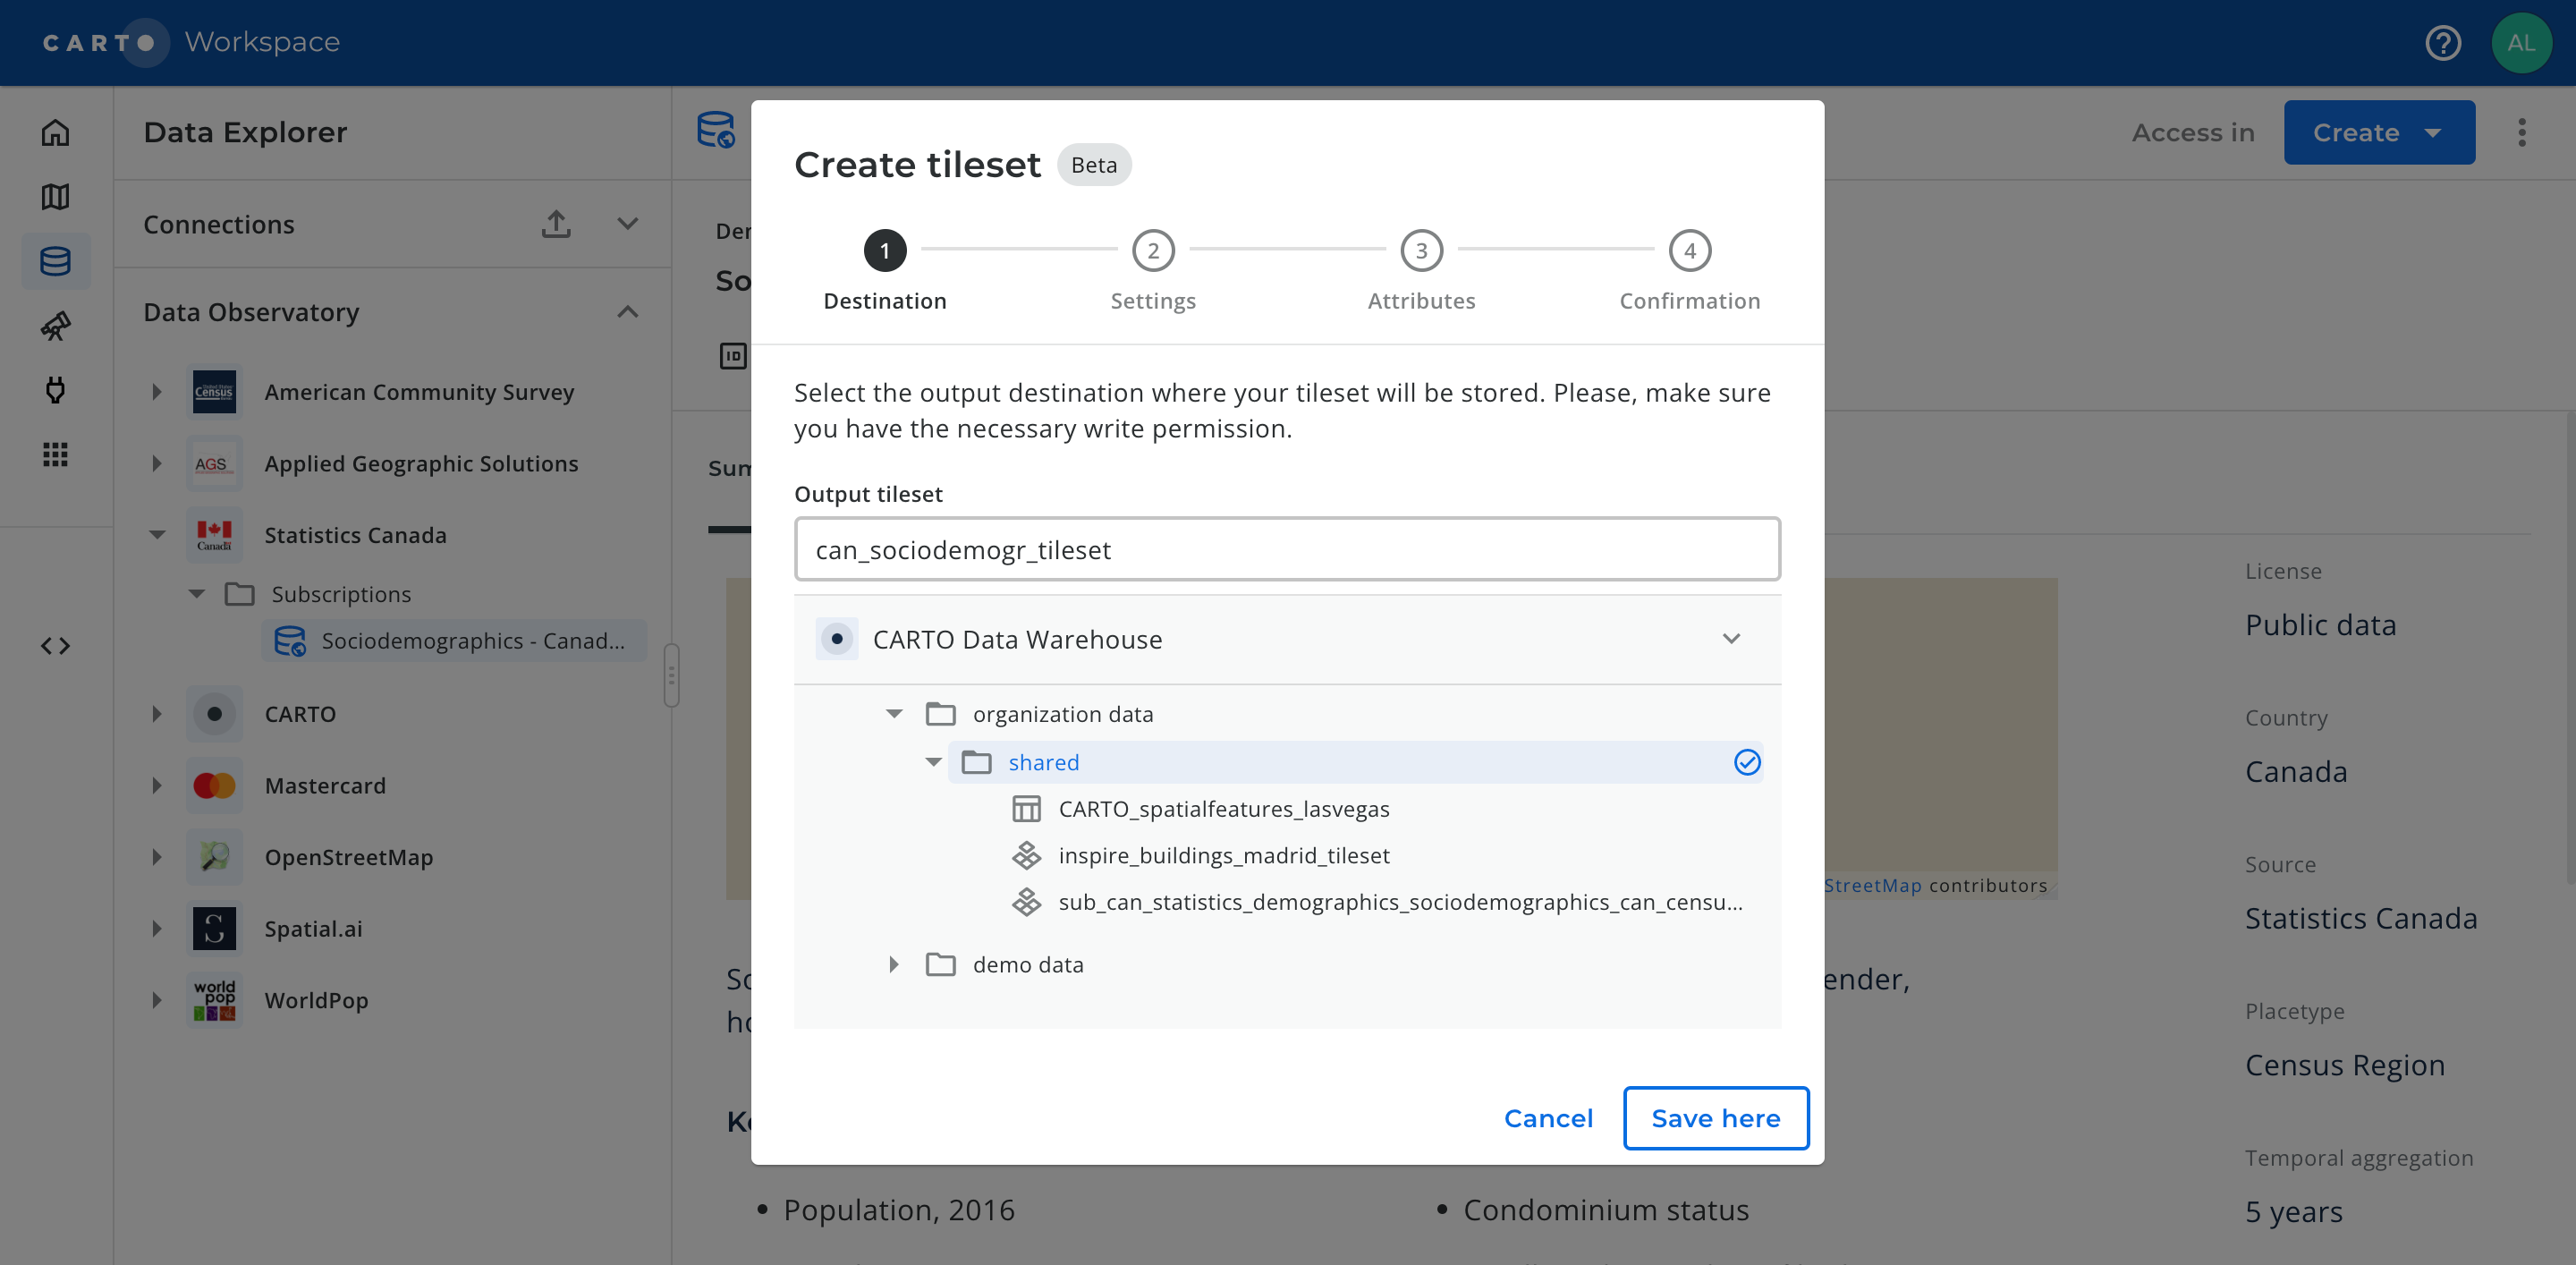 CARTO Workspace
AL
Data Explorer
Access in
Create
Connections
Data Observatory
American Community Survey
AGS
Applied Geographic Solutions
Canada
Statistics Canada
Subscriptions
Sociodemographics - Canad...
CARTO
Mastercard
OpenStreetMap
Spatial.ai
world
pop
WorldPop
ID
Create tileset
Beta
1
2
3
4
Destination
Settings
Attributes
Confirmation
Select the output destination where your tileset will be stored. Please, make sure
you have the necessary write permission.
Output tileset
can_sociodemogr_tileset
CARTO Data Warehouse
organization data
shared
CARTO_spatialfeatures_lasvegas
inspire_buildings_madrid_tileset
sub_can_statistics_demographics_sociodemographics_can_censu...
demo data
Cancel
Save here
StreetMap contributors
ender,
Population, 2016
Condominium status
License
Public data
Country
Canada
Source
Statistics Canada
Placetype
Census Region
Temporal aggregation
5 years